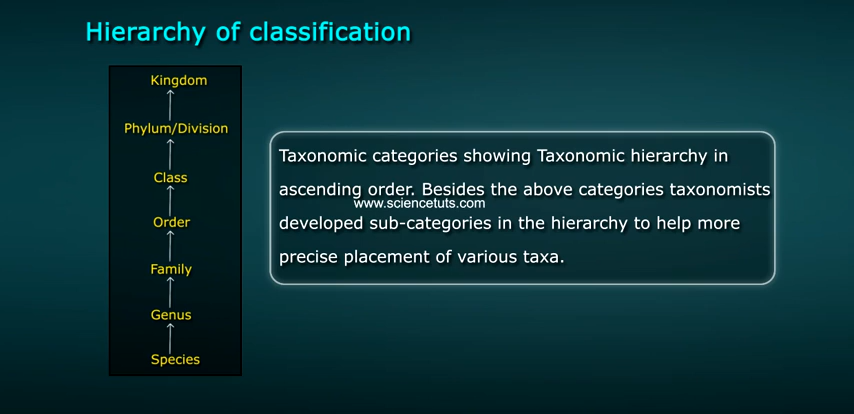 Hierarchy of classification
Kingdom
Phylum/Division
Class
Order
Family
Genus
Species
Taxonomic categories showing Taxonomic hierarchy in
ascending order. Besides the above categories taxonomists
www.sciencetuts.com
developed sub-categories in the hierarchy to help more
precise placement of various taxa.